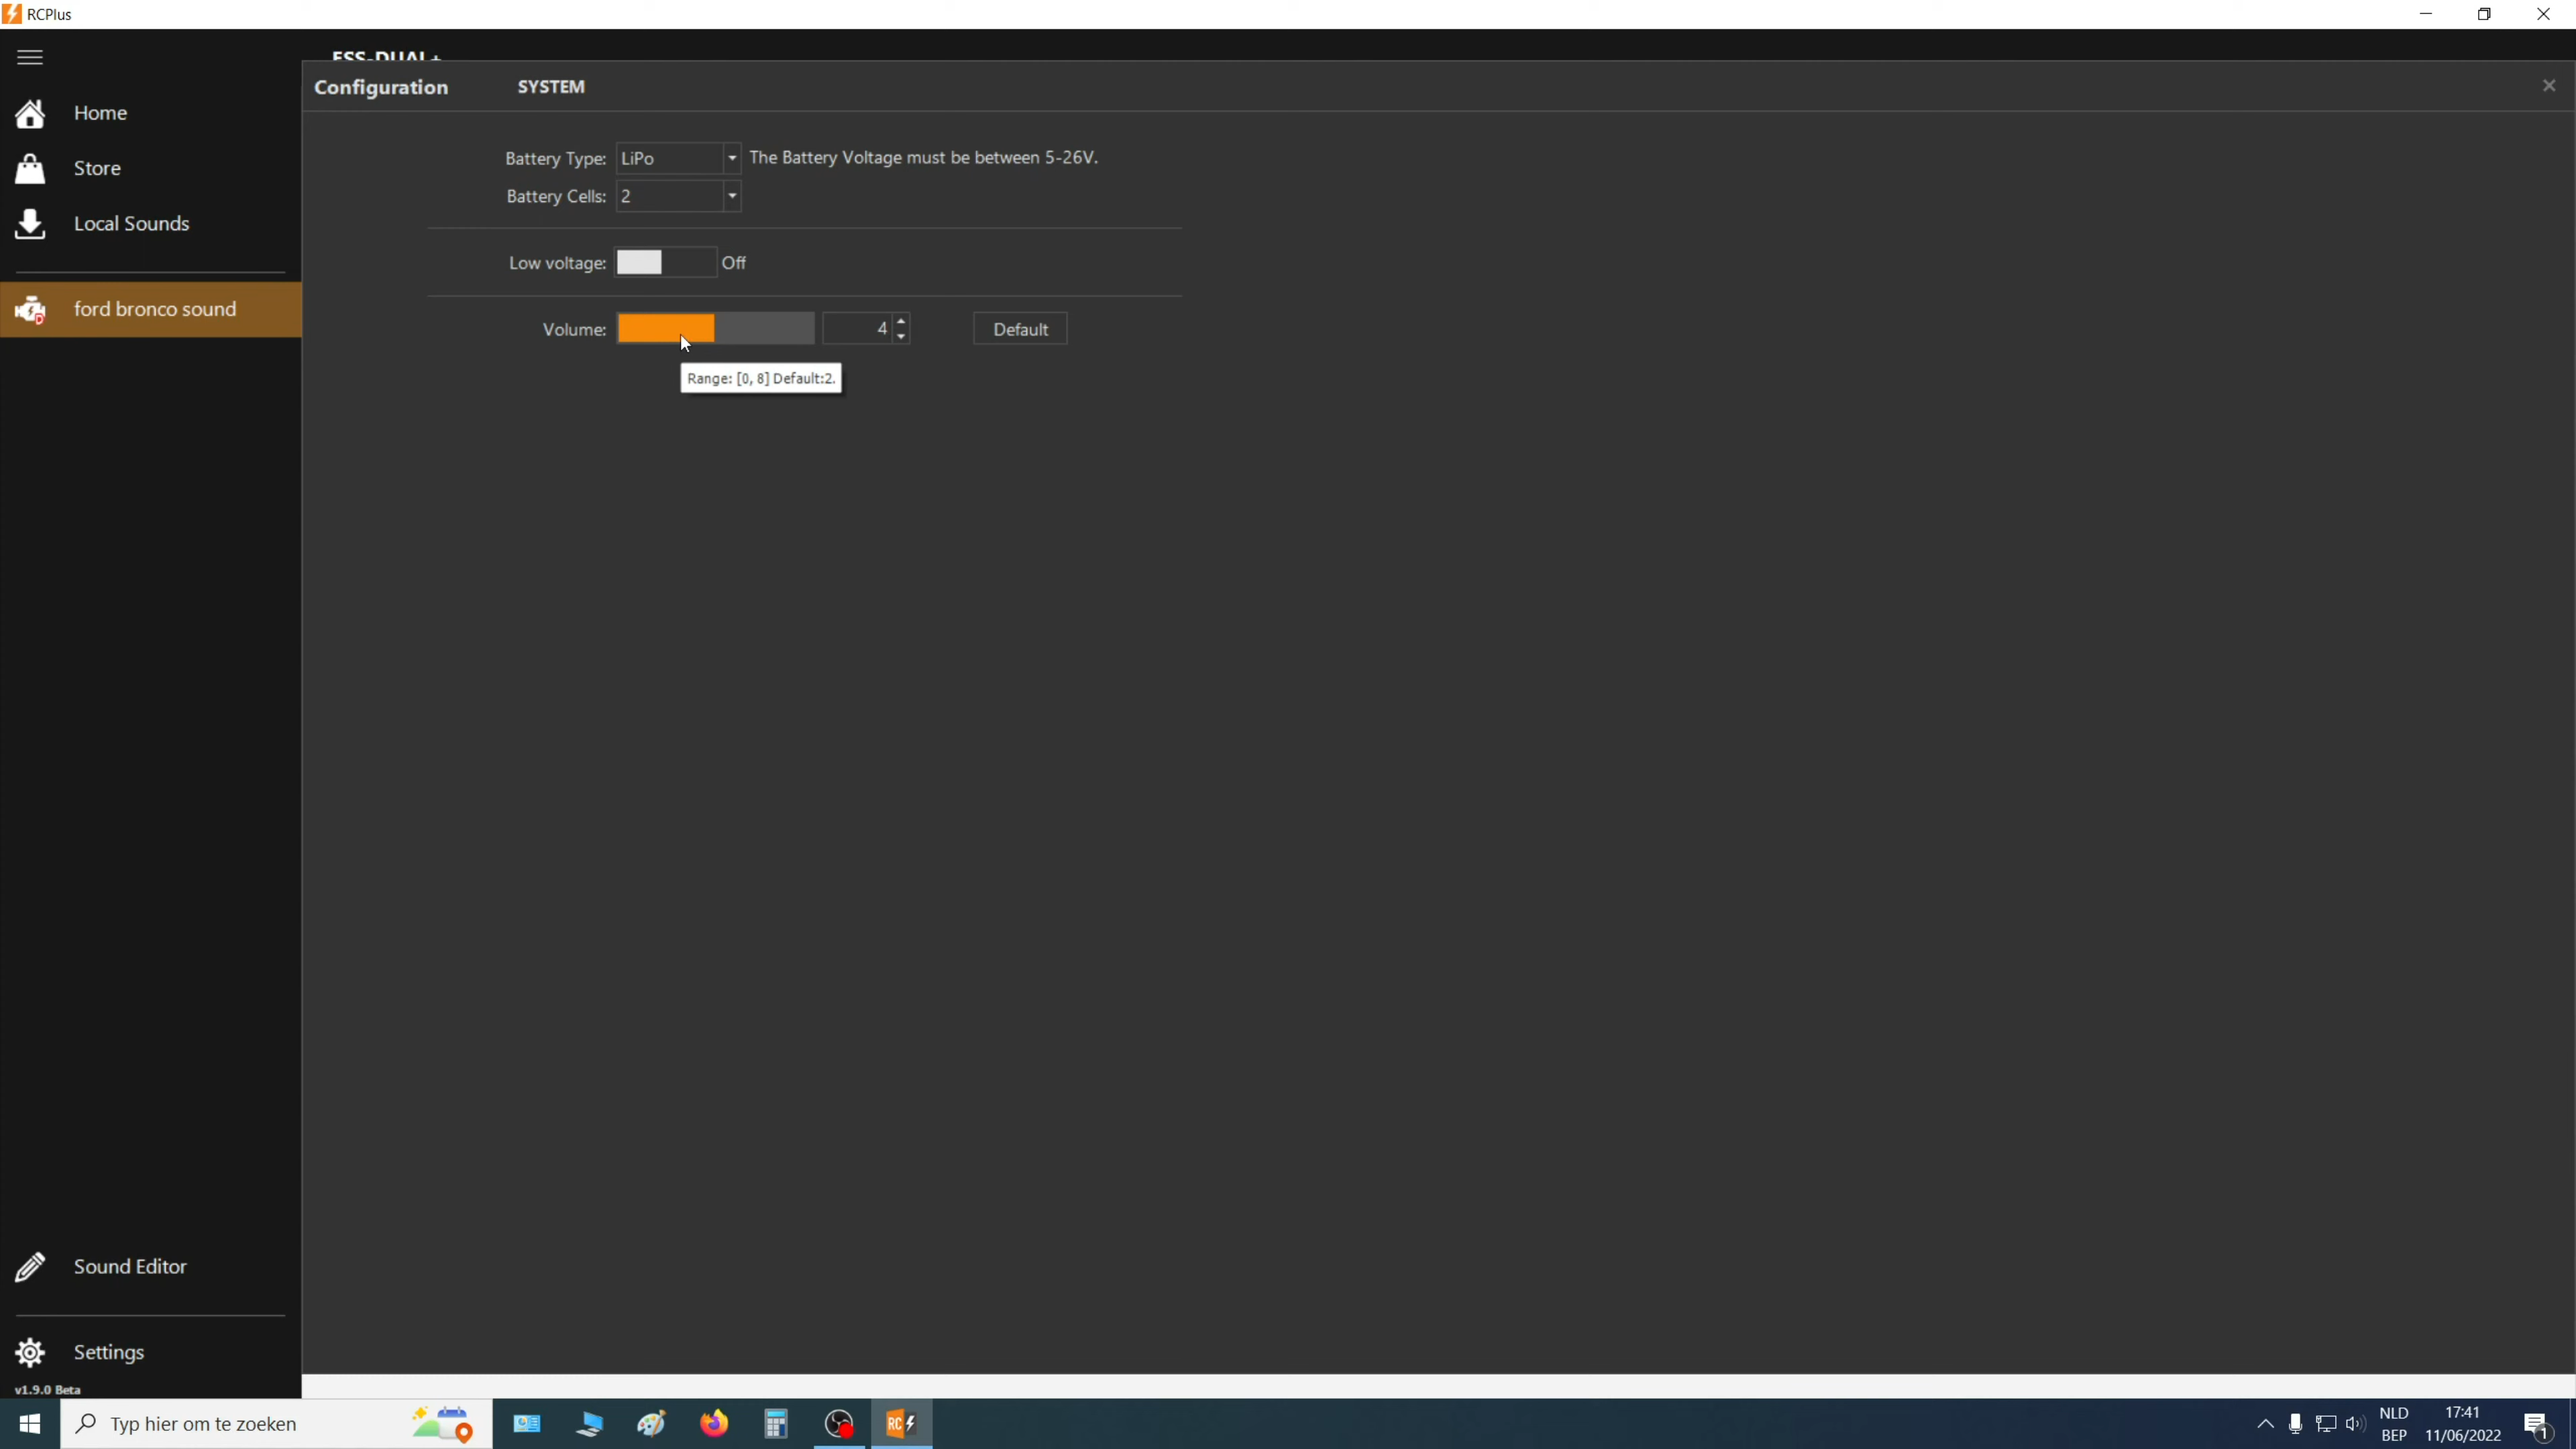 RCPlus
ESS-DUAL+
Configuration SYSTEM
Home
Store
Local Sounds
ford bronco sound
Battery Type: LiPo The Battery Voltage must be between 5-26V.
Battery Cells: 2
Low voltage: Off
Volume: 4 Default
Range: [0, 8] Default:2.
Sound Editor
Settings
v1.9.0 Beta
Typ hier om te zoeken
RC
NLD
BEP
17:41
11/06/2022
1